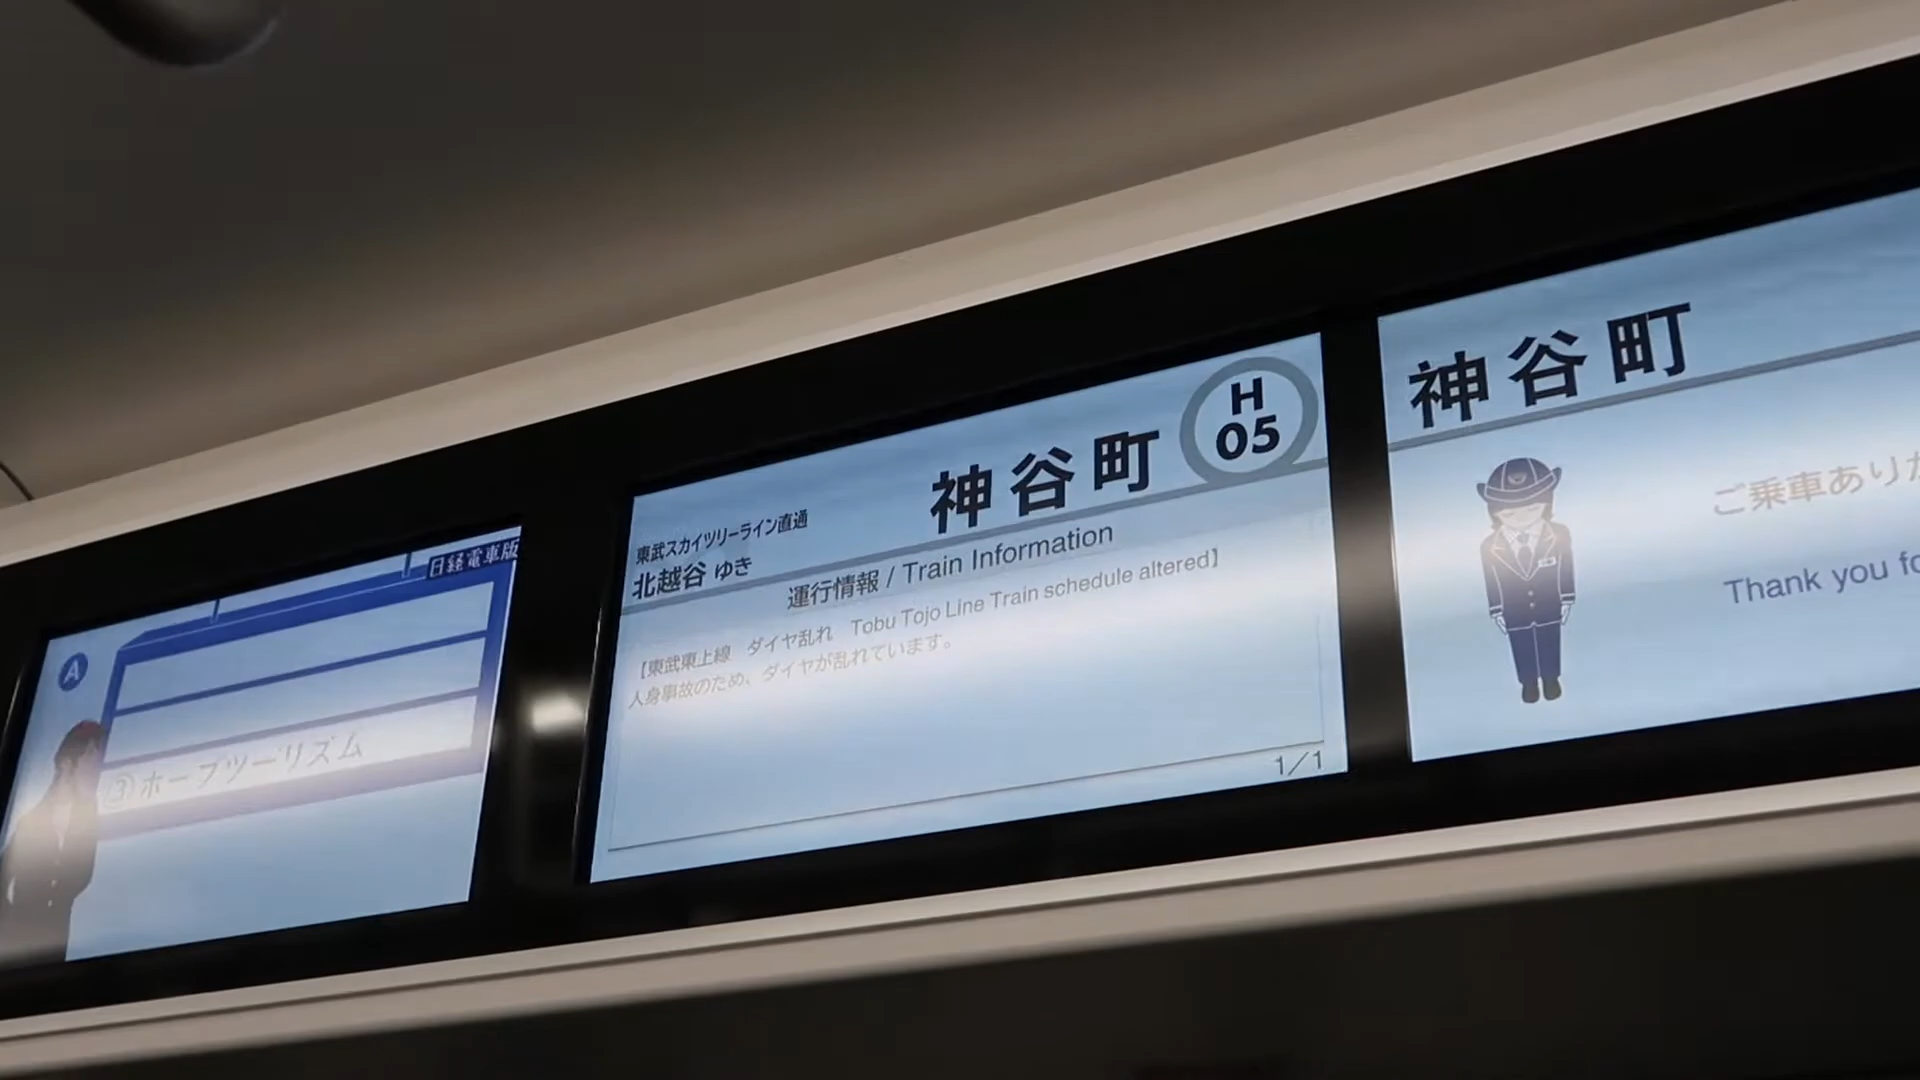 日経電車版
A
③ホープツーリズム
東武スカイツリーライン直通
北越谷 ゆき
神谷町
H
05
運行情報 / Train Information
【東武東上線 ダイヤ乱れ Tobu Tojo Line Train schedule altered】
人身事故のため、ダイヤが乱れています。
1/1
神谷町
ご乗車あり
Thank you